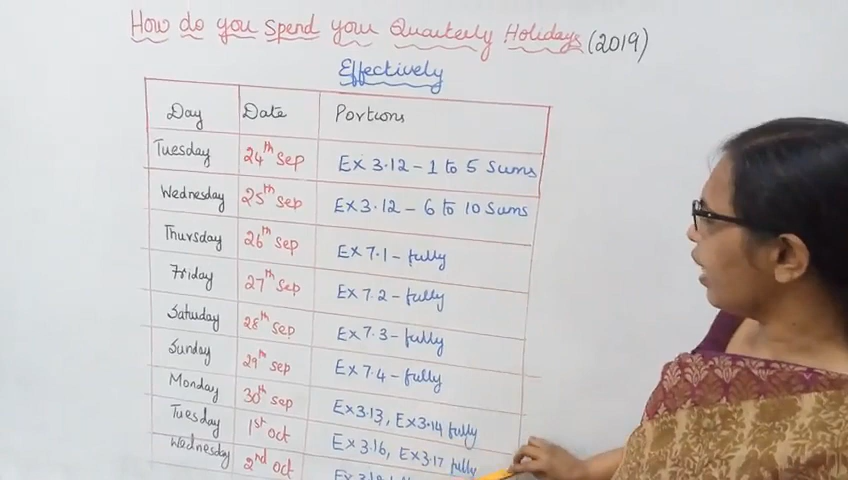 How do you Spend your Quarterly Holidays (2019)
Effectively
Day Date Portions
Tuesday 24th Sep Ex 3.12 - 1 to 5 Sums
Wednesday 25th Sep Ex 3.12 - 6 to 10 Sums
Thursday 26th Sep Ex 7.1 - fully
Friday 27th Sep Ex 7.2 - fully
Saturday 28th Sep Ex 7.3 - fully
Sunday 29th Sep Ex 7.4 - fully
Monday 30th Sep Ex 3.13, Ex 3.14 fully
Tuesday 1st Oct Ex 3.16, Ex 3.17 fully
Wednesday 2nd Oct